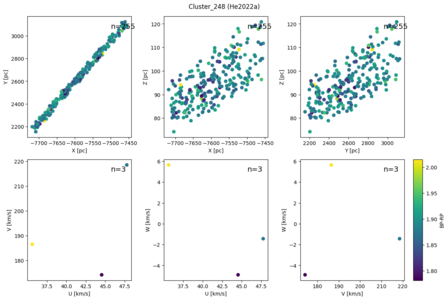 Cluster_248 (He2022a)
n=255
n=255
n=255
3000
2800
2600
2400
2200
Y [pc]
−7700 −7650 −7600 −7550 −7500 −7450
X [pc]
120
110
100
90
80
Z [pc]
−7700 −7650 −7600 −7550 −7500 −7450
X [pc]
120
110
100
90
80
Z [pc]
2200 2400 2600 2800 3000
Y [pc]
n=3
n=3
n=3
220
210
200
190
180
V [km/s]
37.5 40.0 42.5 45.0 47.5
U [km/s]
6
4
2
0
−2
−4
W [km/s]
37.5 40.0 42.5 45.0 47.5
U [km/s]
6
4
2
0
−2
−4
W [km/s]
180 190 200 210 220
V [km/s]
2.00
1.95
1.90
1.85
1.80
BP-RP